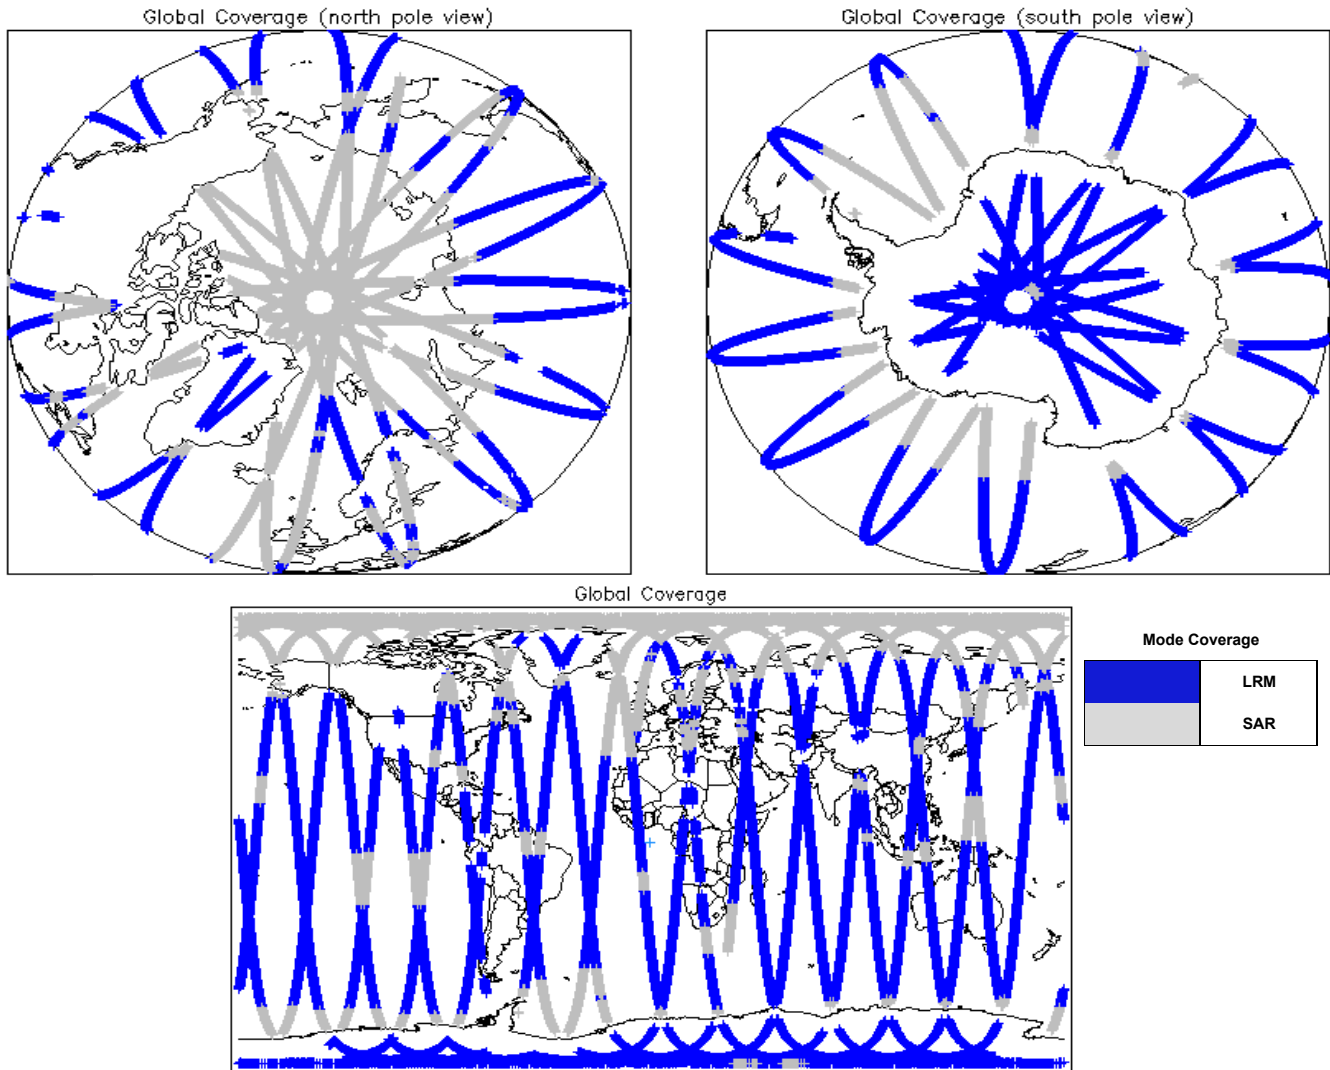 Global Coverage (north pole view)
Global Coverage (south pole view)
Global Coverage
Mode Coverage
LRM
SAR